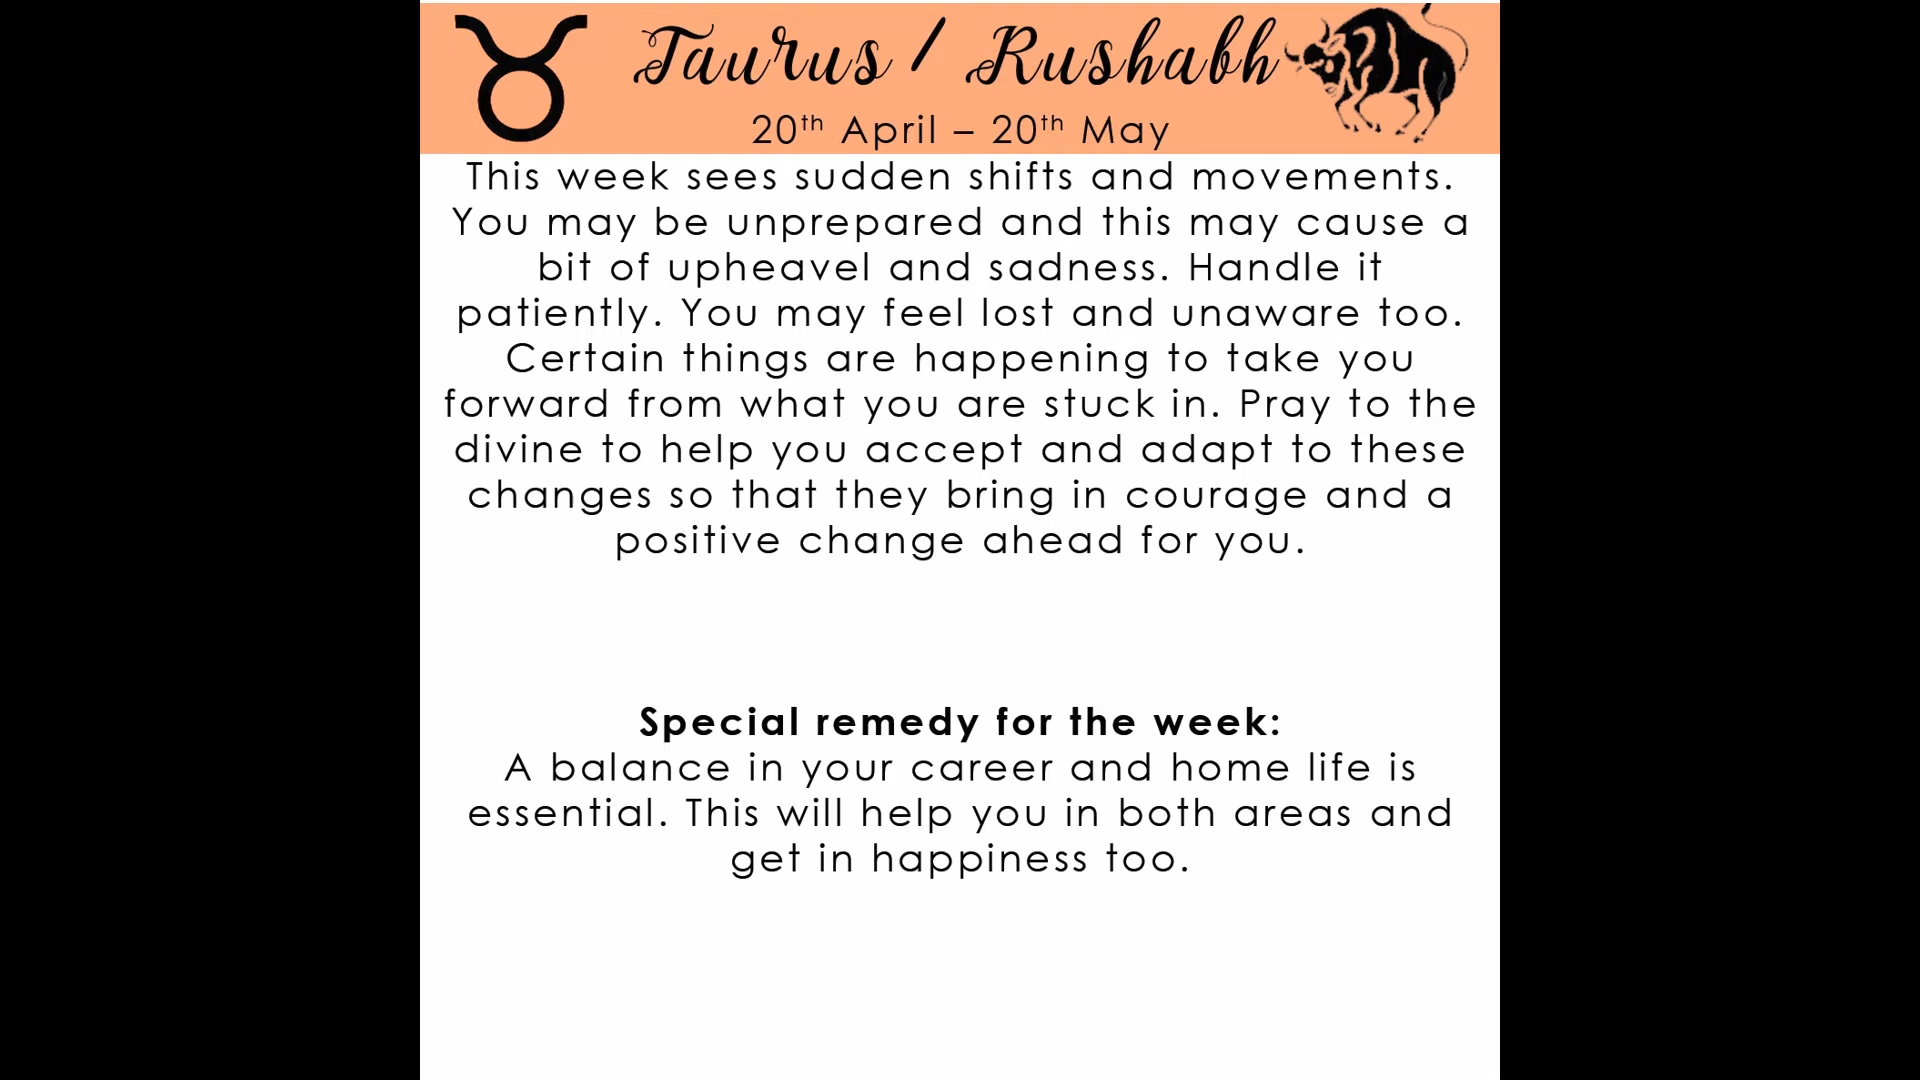 Taurus / Rushabh
20th April – 20th May
This week sees sudden shifts and movements.
You may be unprepared and this may cause a
bit of upheavel and sadness. Handle it
patiently. You may feel lost and unaware too.
Certain things are happening to take you
forward from what you are stuck in. Pray to the
divine to help you accept and adapt to these
changes so that they bring in courage and a
positive change ahead for you.
Special remedy for the week:
A balance in your career and home life is
essential. This will help you in both areas and
get in happiness too.